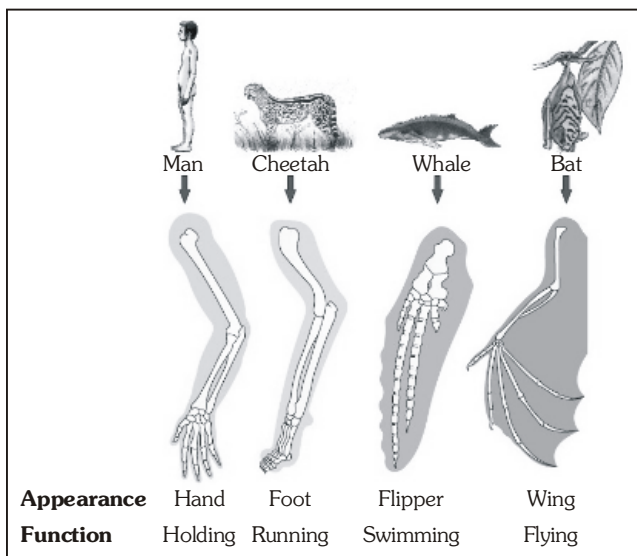 Man Cheetah Whale Bat
Appearance Hand Foot Flipper Wing
Function Holding Running Swimming Flying